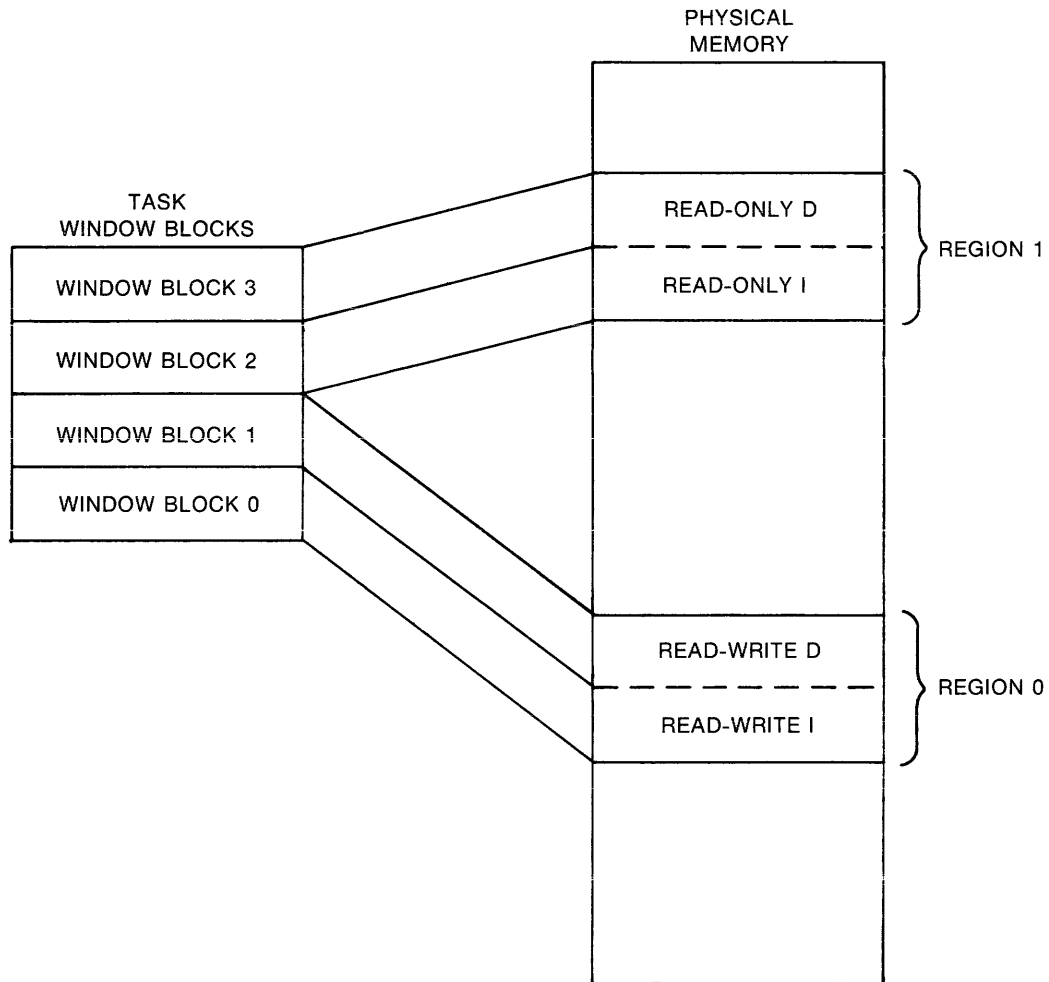 PHYSICAL
MEMORY
TASK
WINDOW BLOCKS
WINDOW BLOCK 3
WINDOW BLOCK 2
WINDOW BLOCK 1
WINDOW BLOCK 0
READ-ONLY D
READ-ONLY I
REGION 1
READ-WRITE D
READ-WRITE I
REGION 0